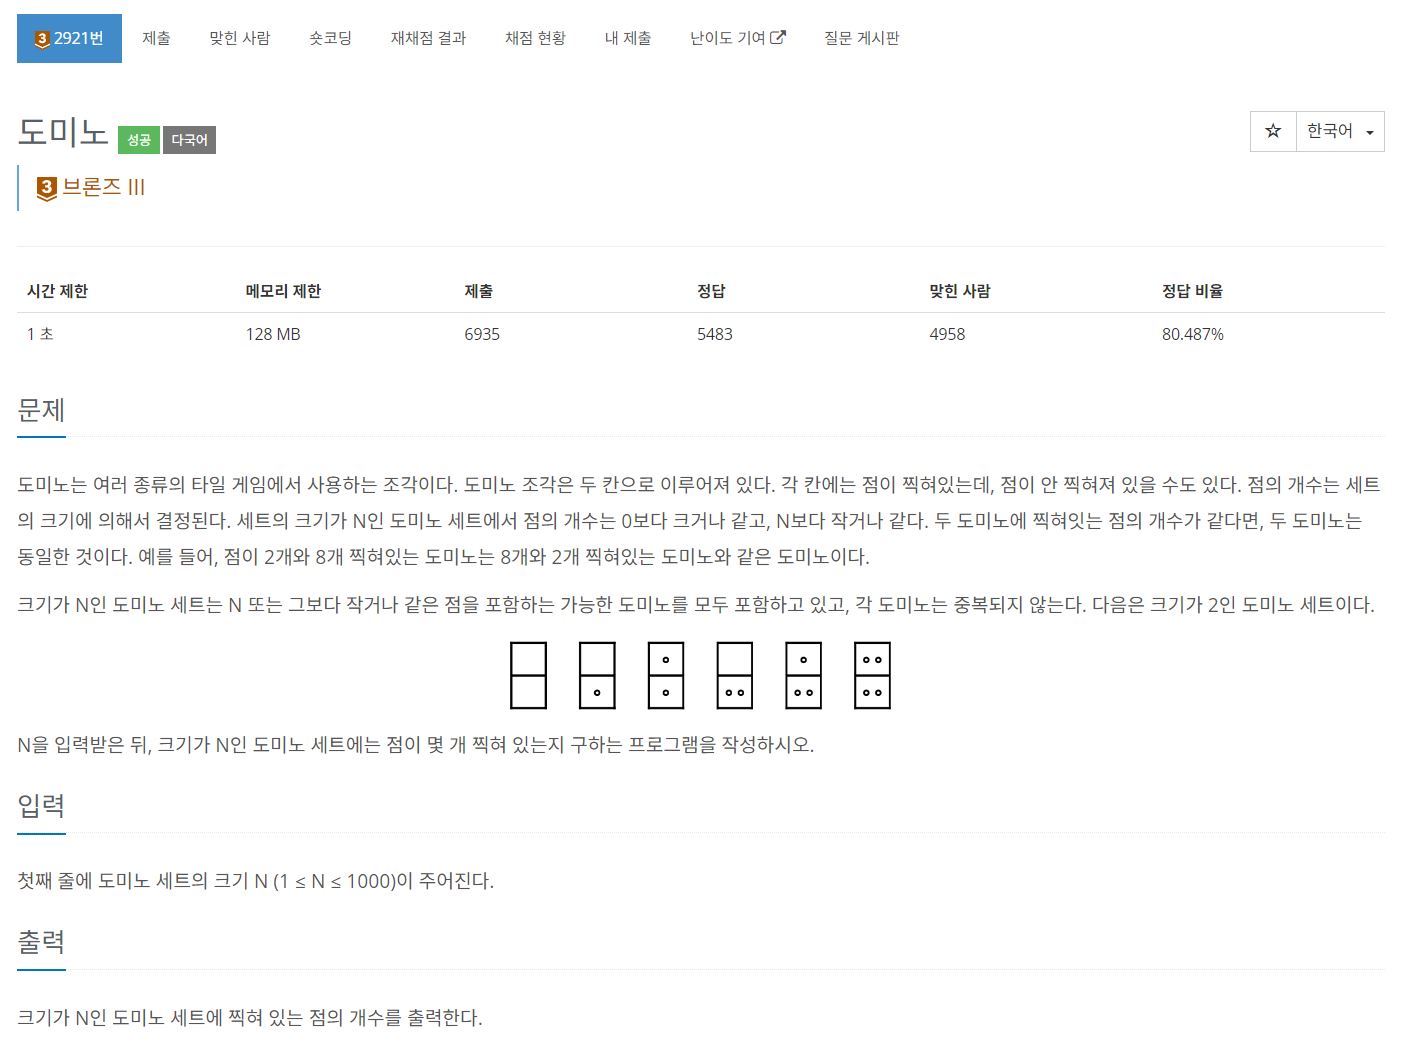 3 2921번 제출 맞힌 사람 숏코딩 재채점 결과 채점 현황 내 제출 난이도 기여 질문 게시판
도미노 성공 다국어 ☆ 한국어
3 브론즈 III
시간 제한 메모리 제한 제출 정답 맞힌 사람 정답 비율
1 초 128 MB 6935 5483 4958 80.487%
문제
도미노는 여러 종류의 타일 게임에서 사용하는 조각이다. 도미노 조각은 두 칸으로 이루어져 있다. 각 칸에는 점이 찍혀있는데, 점이 안 찍혀져 있을 수도 있다. 점의 개수는 세트
의 크기에 의해서 결정된다. 세트의 크기가 N인 도미노 세트에서 점의 개수는 0보다 크거나 같고, N보다 작거나 같다. 두 도미노에 찍혀잇는 점의 개수가 같다면, 두 도미노는
동일한 것이다. 예를 들어, 점이 2개와 8개 찍혀있는 도미노는 8개와 2개 찍혀있는 도미노와 같은 도미노이다.
크기가 N인 도미노 세트는 N 또는 그보다 작거나 같은 점을 포함하는 가능한 도미노를 모두 포함하고 있고, 각 도미노는 중복되지 않는다. 다음은 크기가 2인 도미노 세트이다.
N을 입력받은 뒤, 크기가 N인 도미노 세트에는 점이 몇 개 찍혀 있는지 구하는 프로그램을 작성하시오.
입력
첫째 줄에 도미노 세트의 크기 N (1 ≤ N ≤ 1000)이 주어진다.
출력
크기가 N인 도미노 세트에 찍혀 있는 점의 개수를 출력한다.